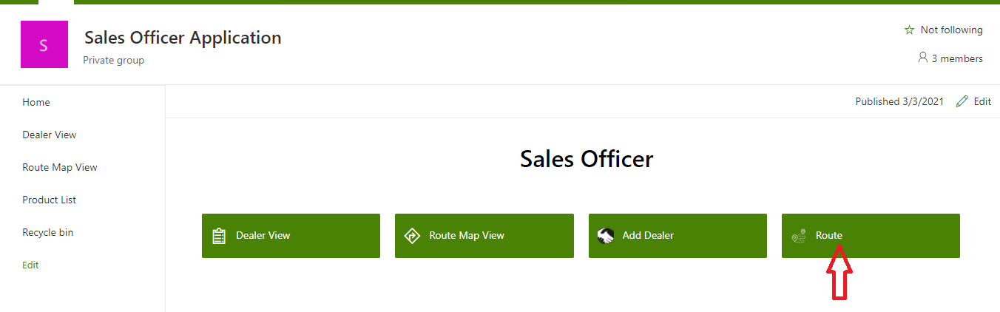 S
Sales Officer Application
Private group
Not following
3 members
Home
Dealer View
Route Map View
Product List
Recycle bin
Edit
Published 3/3/2021
Edit
Sales Officer
Dealer View
Route Map View
Add Dealer
Route